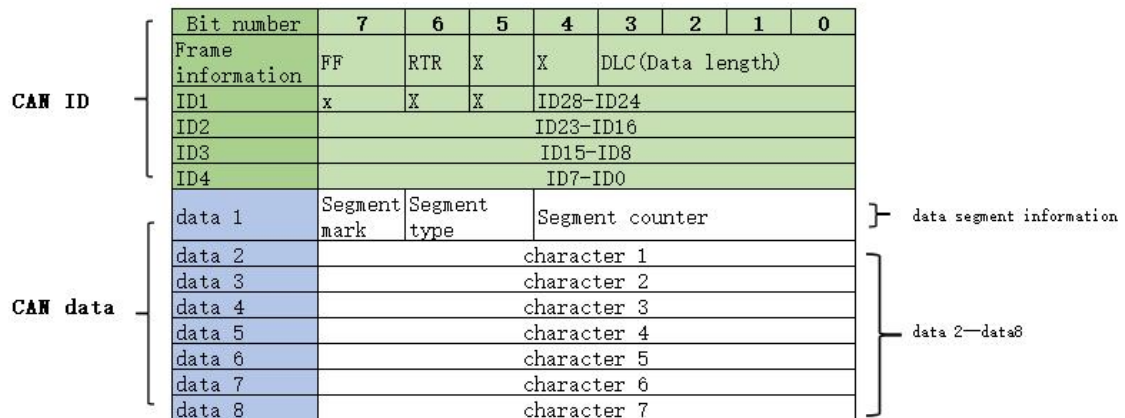 Bit number 7 6 5 4 3 2 1 0
Frame
information FF RTR X X DLC(Data length)
CAN ID
ID1 x X X ID28-ID24
ID2 ID23-ID16
ID3 ID15-ID8
ID4 ID7-ID0
data 1 Segment mark Segment type Segment counter
data segment information
data 2 character 1
data 3 character 2
CAN data
data 4 character 3
data 5 character 4
data 2—data8
data 6 character 5
data 7 character 6
data 8 character 7